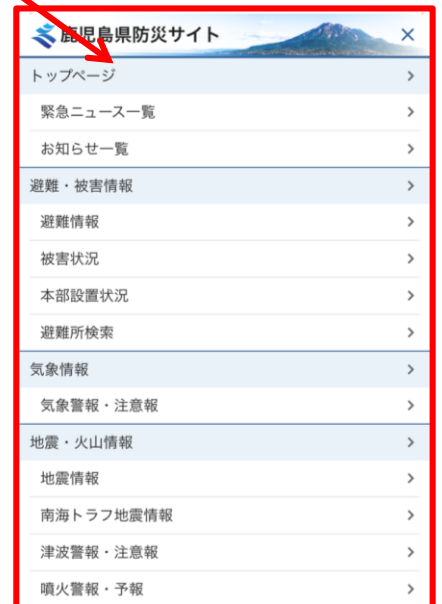 鹿児島県防災サイト
トップページ
緊急ニュース一覧
お知らせ一覧
避難・被害情報
避難情報
被害状況
本部設置状況
避難所検索
気象情報
気象警報・注意報
地震・火山情報
地震情報
南海トラフ地震情報
津波警報・注意報
噴火警報・予報